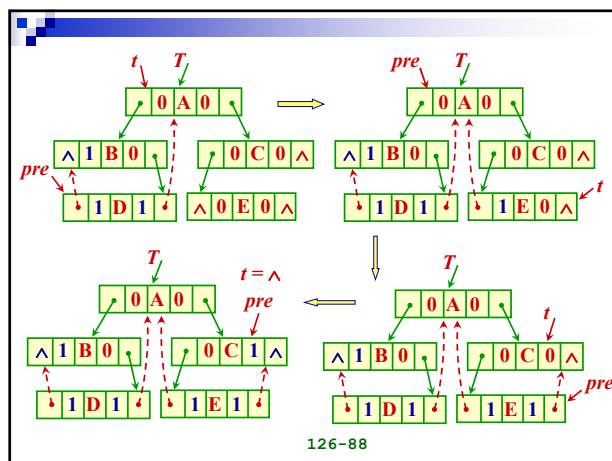 t T
0 A 0
∧ 1 B 0 0 C 0 ∧
pre
1 D 1 ∧ 0 E 0 ∧
pre T
0 A 0
∧ 1 B 0 0 C 0 ∧
1 D 1 1 E 0 ∧
t
T t = ∧
pre
0 A 0
∧ 1 B 0 0 C 1 ∧
1 D 1 1 E 1
T
0 A 0
t
∧ 1 B 0 0 C 0 ∧
pre
1 D 1 1 E 1
126-88